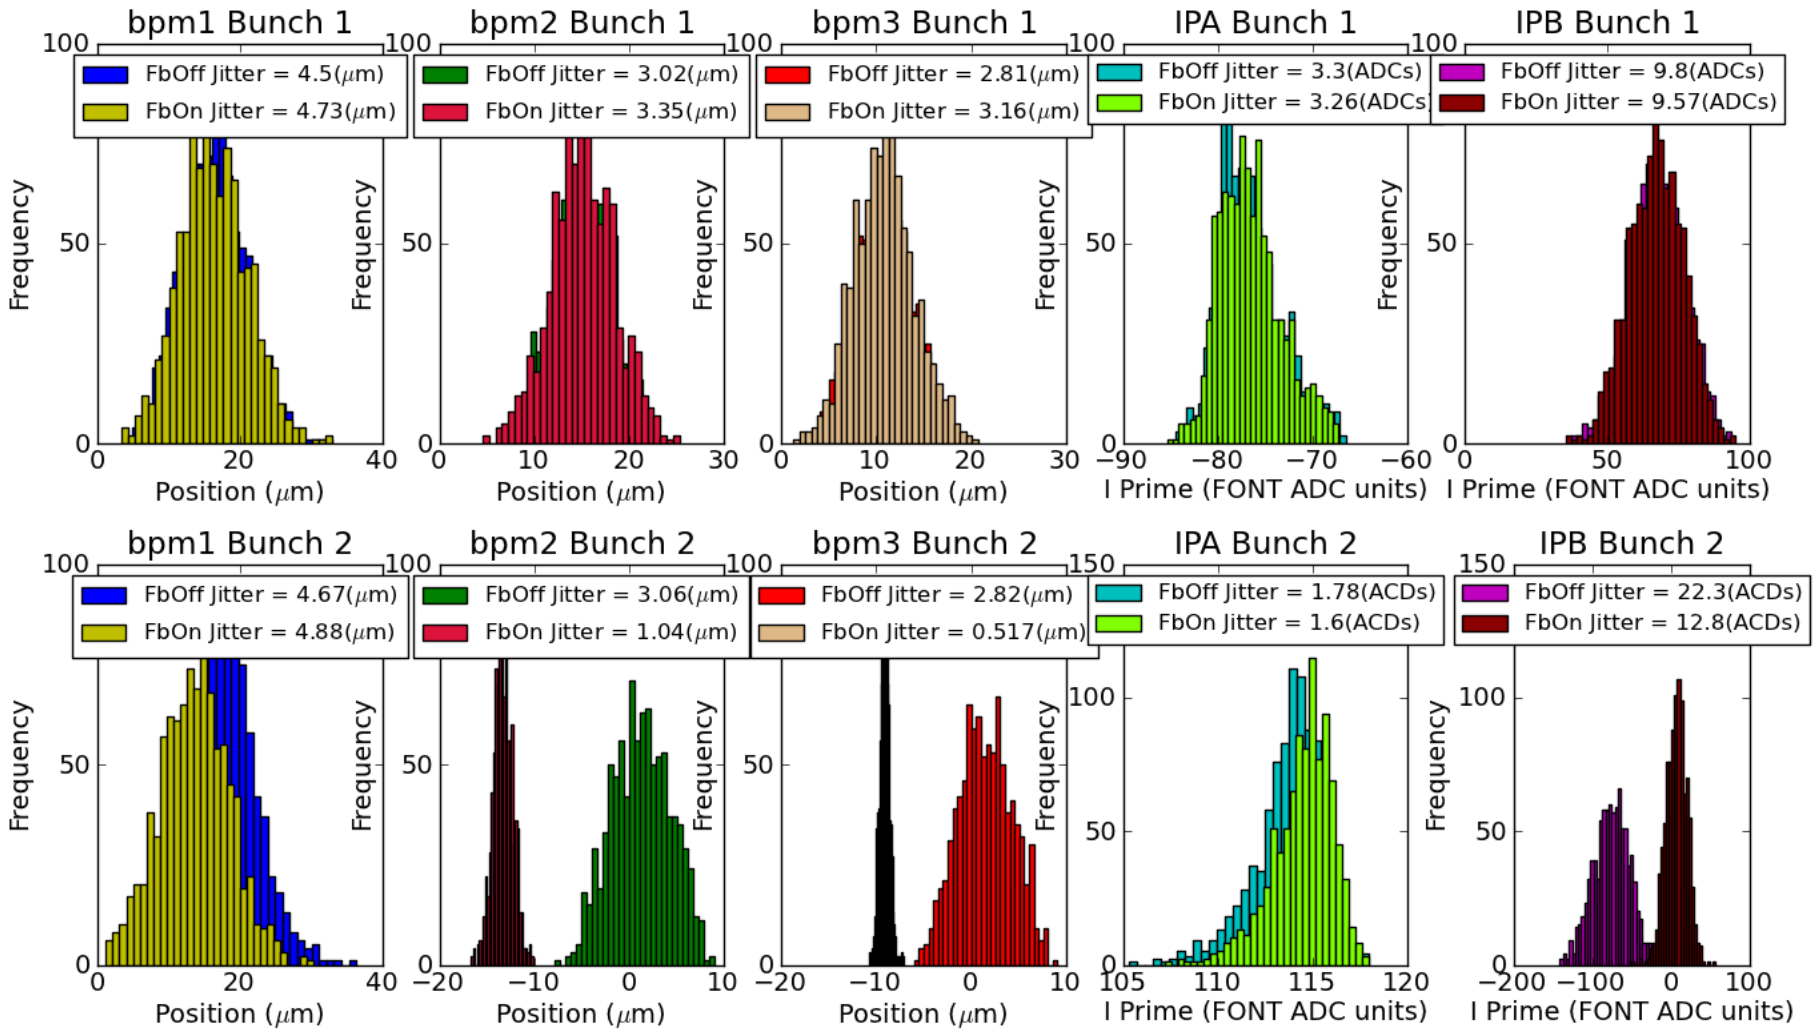 bpm1 Bunch 1
100
FbOff Jitter = 4.5(μm)
FbOn Jitter = 4.73(μm)
50
0
0 20 40
Frequency
Position (μm)
bpm2 Bunch 1
100
FbOff Jitter = 3.02(μm)
FbOn Jitter = 3.35(μm)
50
0
0 10 20 30
Frequency
Position (μm)
bpm3 Bunch 1
100
FbOff Jitter = 2.81(μm)
FbOn Jitter = 3.16(μm)
50
0
0 10 20 30
Frequency
Position (μm)
IPA Bunch 1
100
FbOff Jitter = 3.3(ADCs)
FbOn Jitter = 3.26(ADCs)
50
0
−90 −80 −70 −60
I Prime (FONT ADC units)
IPB Bunch 1
100
FbOff Jitter = 9.8(ADCs)
FbOn Jitter = 9.57(ADCs)
50
0
0 50 100
Frequency
I Prime (FONT ADC units)
bpm1 Bunch 2
100
FbOff Jitter = 4.67(μm)
FbOn Jitter = 4.88(μm)
50
0
0 20 40
Frequency
Position (μm)
bpm2 Bunch 2
100
FbOff Jitter = 3.06(μm)
FbOn Jitter = 1.04(μm)
50
0
−20 −10 0 10
Frequency
Position (μm)
bpm3 Bunch 2
100
FbOff Jitter = 2.82(μm)
FbOn Jitter = 0.517(μm)
50
0
−20 −10 0 10
Frequency
Position (μm)
IPA Bunch 2
150
FbOff Jitter = 1.78(ACDs)
FbOn Jitter = 1.6(ACDs)
100
50
0
105 110 115 120
Frequency
I Prime (FONT ADC units)
IPB Bunch 2
150
FbOff Jitter = 22.3(ACDs)
FbOn Jitter = 12.8(ACDs)
100
50
0
−200 −100 0 100
Frequency
I Prime (FONT ADC units)